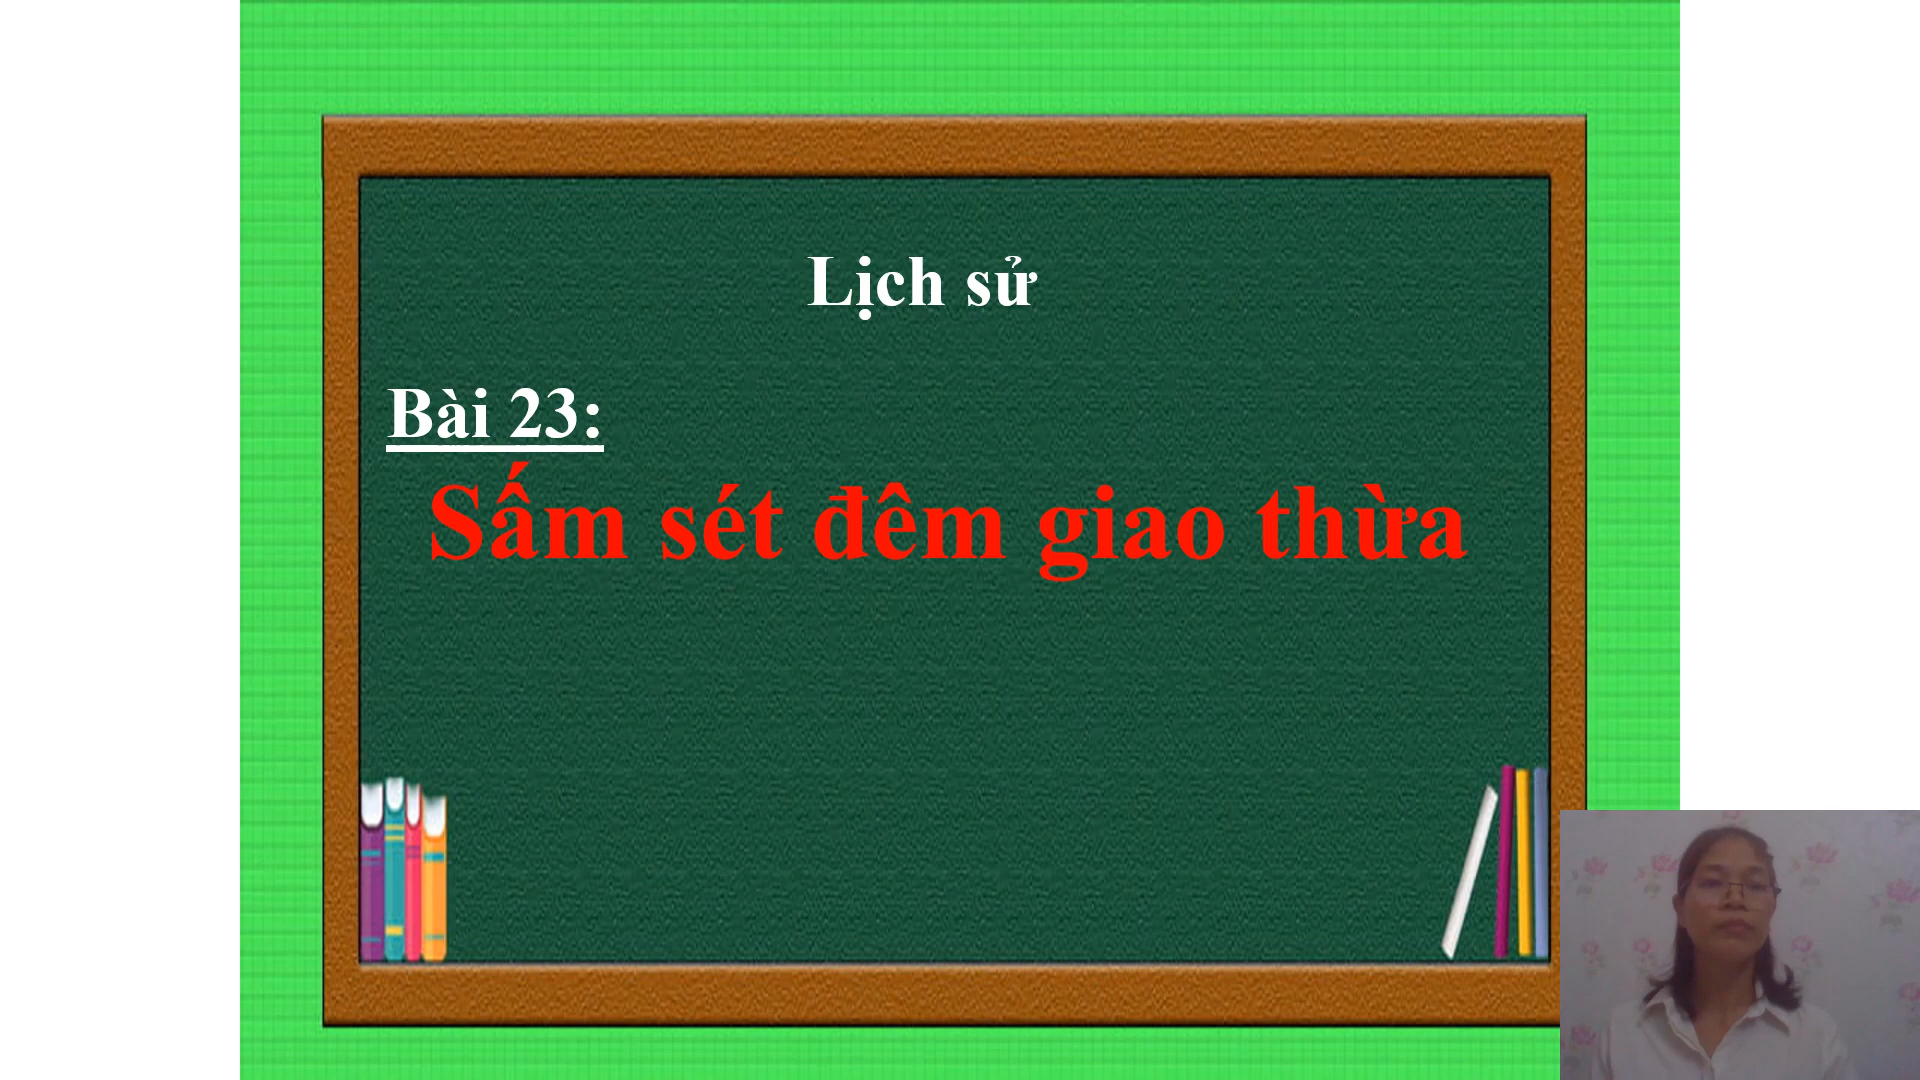 Lịch sử
Bài 23:
Sấm sét đêm giao thừa